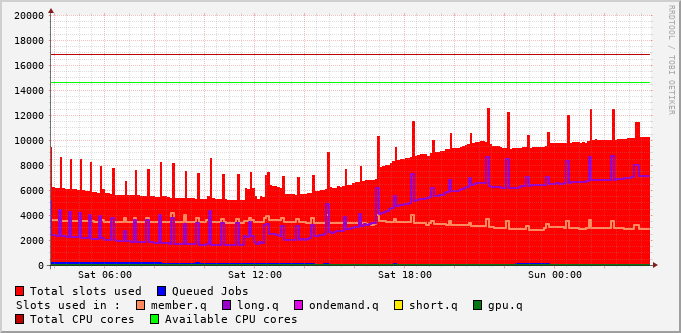 20000
18000
16000
14000
12000
10000
8000
6000
4000
2000
0
Sat 06:00 Sat 12:00 Sat 18:00 Sun 00:00
Total slots used Queued Jobs
Slots used in : member.q long.q ondemand.q short.q gpu.q
Total CPU cores Available CPU cores
RRDTOOL / TOBI OETIKER